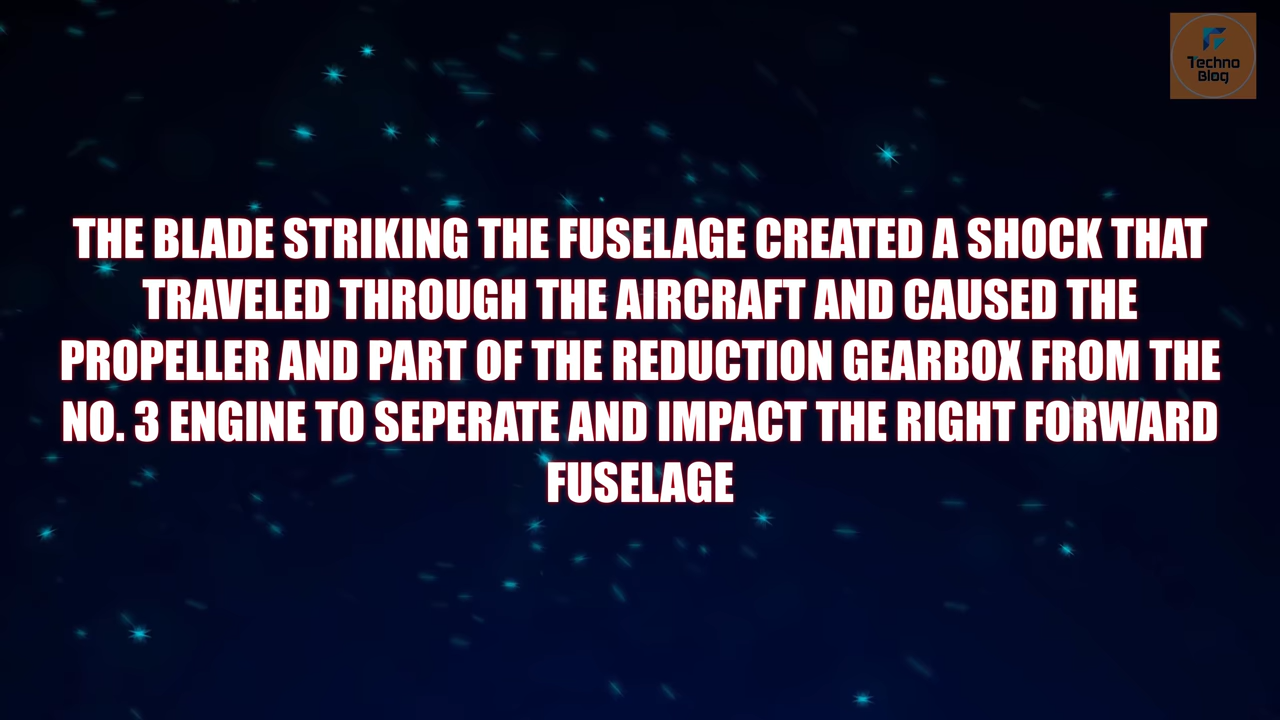 Techno
Blog
THE BLADE STRIKING THE FUSELAGE CREATED A SHOCK THAT
TRAVELED THROUGH THE AIRCRAFT AND CAUSED THE
PROPELLER AND PART OF THE REDUCTION GEARBOX FROM THE
NO. 3 ENGINE TO SEPERATE AND IMPACT THE RIGHT FORWARD
FUSELAGE